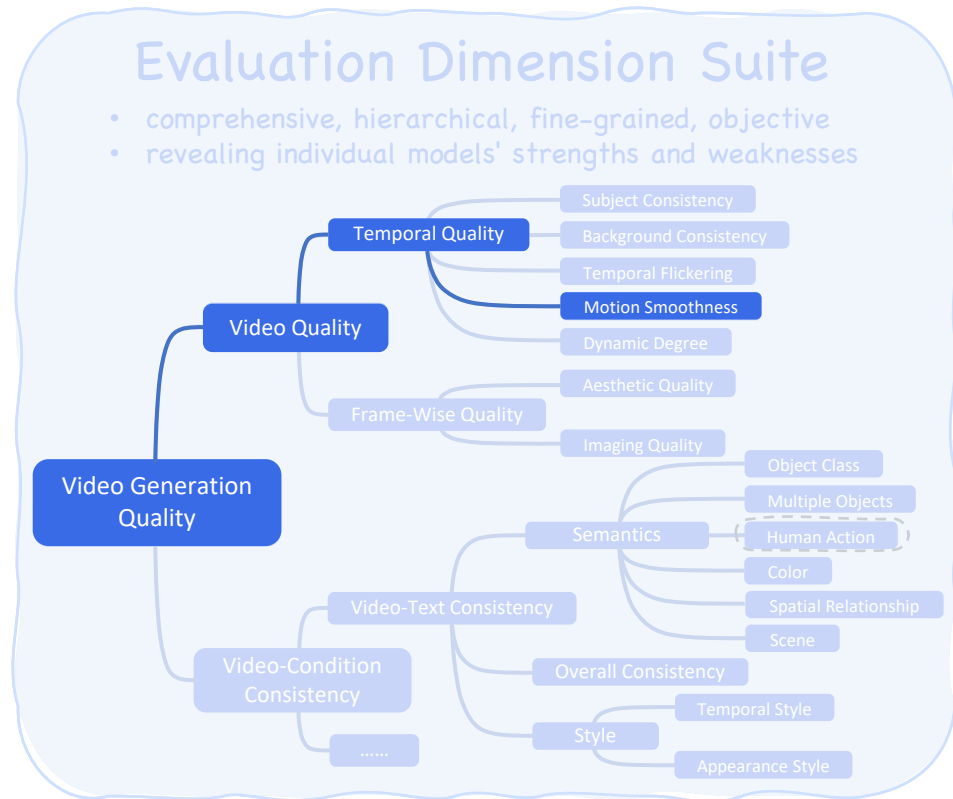 Evaluation Dimension Suite
• comprehensive, hierarchical, fine-grained, objective
• revealing individual models' strengths and weaknesses
Subject Consistency
Temporal Quality
Background Consistency
Temporal Flickering
Motion Smoothness
Video Quality
Dynamic Degree
Aesthetic Quality
Frame-Wise Quality
Imaging Quality
Object Class
Video Generation
Quality
Multiple Objects
Semantics
Human Action
Color
Video-Text Consistency
Spatial Relationship
Scene
Video-Condition
Consistency
Overall Consistency
Temporal Style
Style
......
Appearance Style